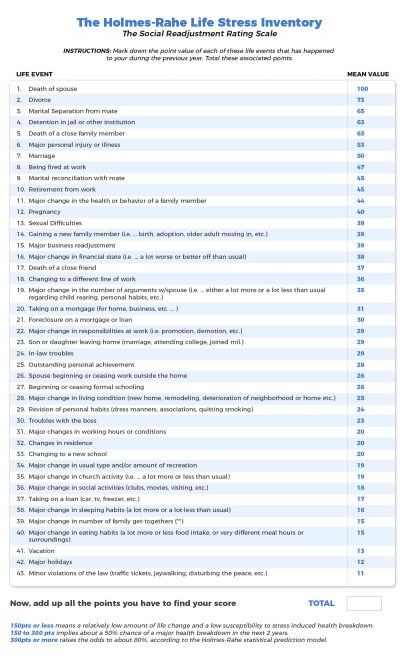 The Holmes-Rahe Life Stress Inventory
The Social Readjustment Rating Scale
INSTRUCTIONS: Mark down the point value of each of these life events that has happened
to your during the previous year. Total these associated points.
LIFE EVENT MEAN VALUE
1. Death of spouse 100
2. Divorce 73
3. Marital Separation from mate 65
4. Detention in jail or other institution 63
5. Death of a close family member 63
6. Major personal injury or illness 53
7. Marriage 50
8. Being fired at work 47
9. Marital reconciliation with mate 45
10. Retirement from work 45
11. Major change in the health or behavior of a family member 44
12. Pregnancy 40
13. Sexual Difficulties 39
14. Gaining a new family member (i.e. ... birth, adoption, older adult moving in, etc.) 39
15. Major business readjustment 39
16. Major change in financial state (i.e. ... a lot worse or better off than usual) 38
17. Death of a close friend 37
18. Changing to a different line of work 36
19. Major change in the number of arguments w/spouse (i.e. ... either a lot more or a lot less than usual 35
regarding child rearing, personal habits, etc.)
20. Taking on a mortgage (for home, business, etc. ... ) 31
21. Foreclosure on a mortgage or loan 30
22. Major change in responsibilities at work (i.e. promotion, demotion, etc.) 29
23. Son or daughter leaving home (marriage, attending college, joined mil.) 29
24. In-law troubles 29
25. Outstanding personal achievement 28
26. Spouse beginning or ceasing work outside the home 26
27. Beginning or ceasing formal schooling 26
28. Major change in living condition (new home, remodeling, deterioration of neighborhood or home etc.) 25
29. Revision of personal habits (dress manners, associations, quitting smoking) 24
30. Troubles with the boss 23
31. Major changes in working hours or conditions 20
32. Changes in residence 20
33. Changing to a new school 20
34. Major change in usual type and/or amount of recreation 19
35. Major change in church activity (i.e. ... a lot more or less than usual) 19
36. Major change in social activities (clubs, movies, visiting, etc.) 18
37. Taking on a loan (car, tv, freezer, etc.) 17
38. Major change in sleeping habits (a lot more or a lot less than usual) 16
39. Major change in number of family get-togethers ("") 15
40. Major change in eating habits (a lot more or less food intake, or very different meal hours or 15
surroundings)
41. Vacation 13
42. Major holidays 12
43. Minor violations of the law (traffic tickets, jaywalking, disturbing the peace, etc.) 11
Now, add up all the points you have to find your score TOTAL
150pts or less means a relatively low amount of life change and a low susceptibility to stress-induced health breakdown.
150 to 300 pts implies about a 50% chance of a major health breakdown in the next 2 years.
300pts or more raises the odds to about 80%, according to the Holmes-Rahe statistical prediction model.